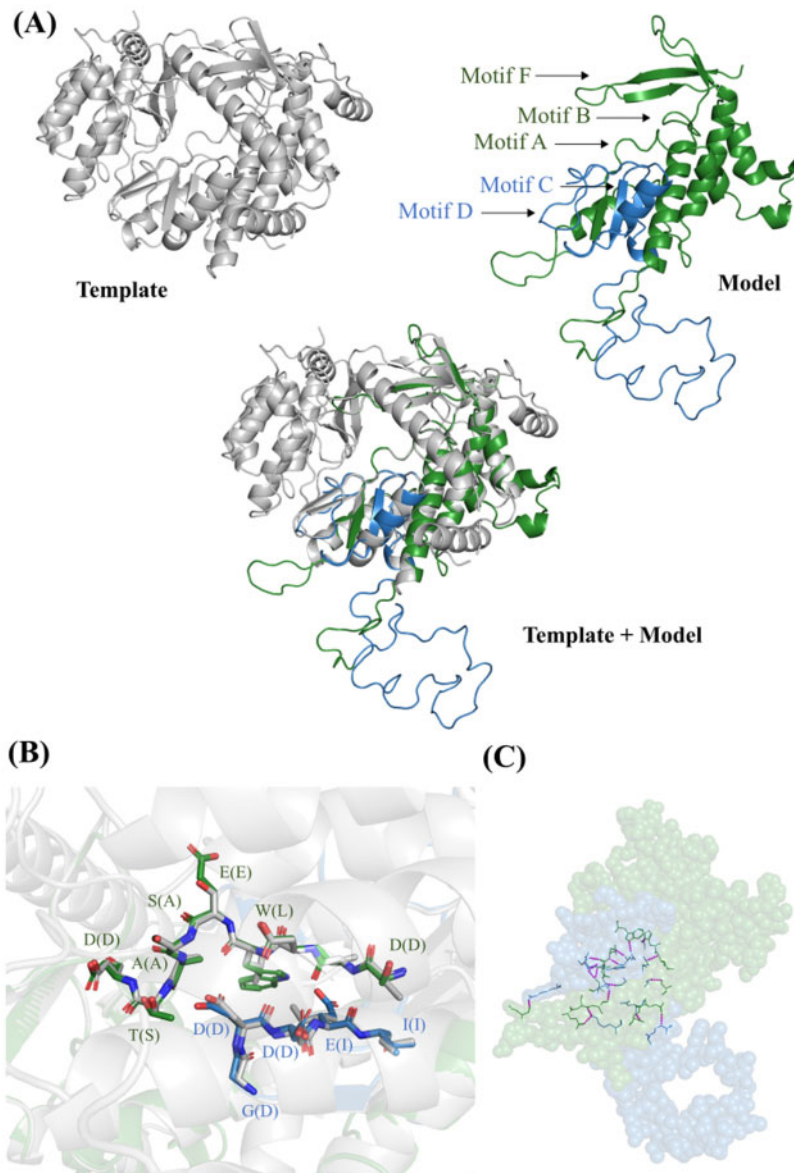 (A)
Motif F
Motif B
Motif A
Motif C
Motif D
Template
Model
Template + Model
(B)
(C)
E(E)
S(A)
W(L)
D(D)
D(D)
A(A)
T(S)
D(D)
D(D)
E(I)
I(I)
G(D)